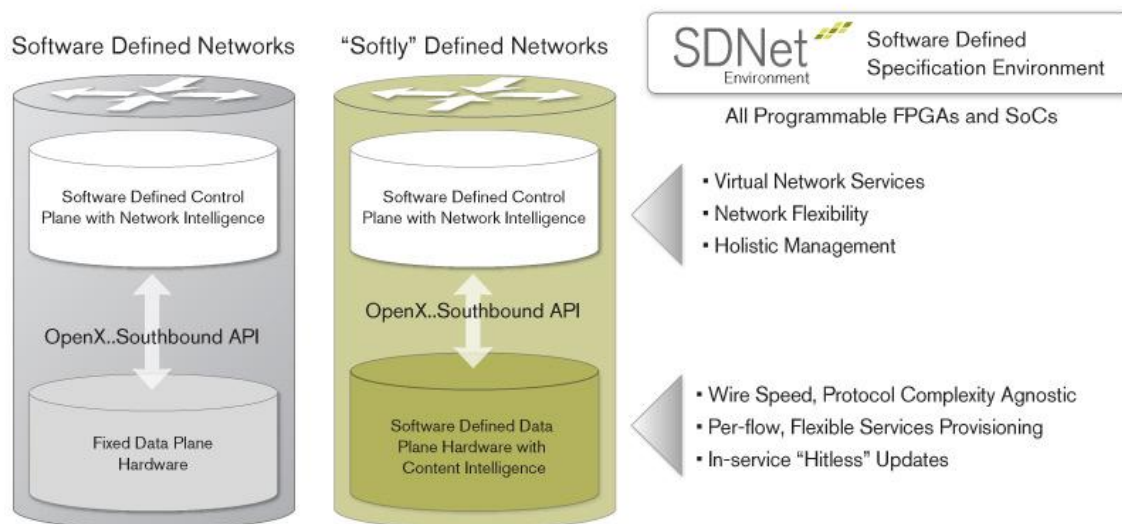 Software Defined Networks
Software Defined Control
Plane with Network Intelligence
OpenX..Southbound API
Fixed Data Plane
Hardware
“Softly” Defined Networks
Software Defined Control
Plane with Network Intelligence
OpenX..Southbound API
Software Defined Data
Plane Hardware with
Content Intelligence
SDNet
Environment
Software Defined
Specification Environment
All Programmable FPGAs and SoCs
▪ Virtual Network Services
▪ Network Flexibility
▪ Holistic Management
▪ Wire Speed, Protocol Complexity Agnostic
▪ Per-flow, Flexible Services Provisioning
▪ In-service “Hitless” Updates